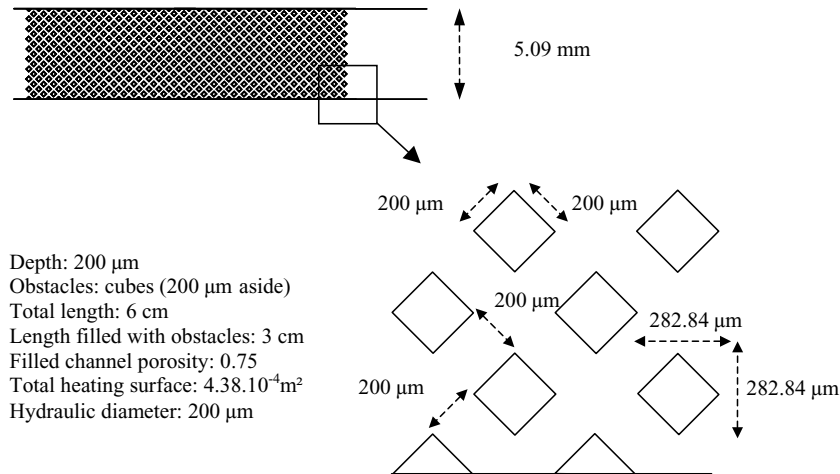 5.09 mm
200 μm
200 μm
Depth: 200 μm
Obstacles: cubes (200 μm aside)
Total length: 6 cm
Length filled with obstacles: 3 cm
Filled channel porosity: 0.75
Total heating surface: 4.38.10⁻⁴m²
Hydraulic diameter: 200 μm
200 μm
282.84 μm
200 μm
282.84 μm